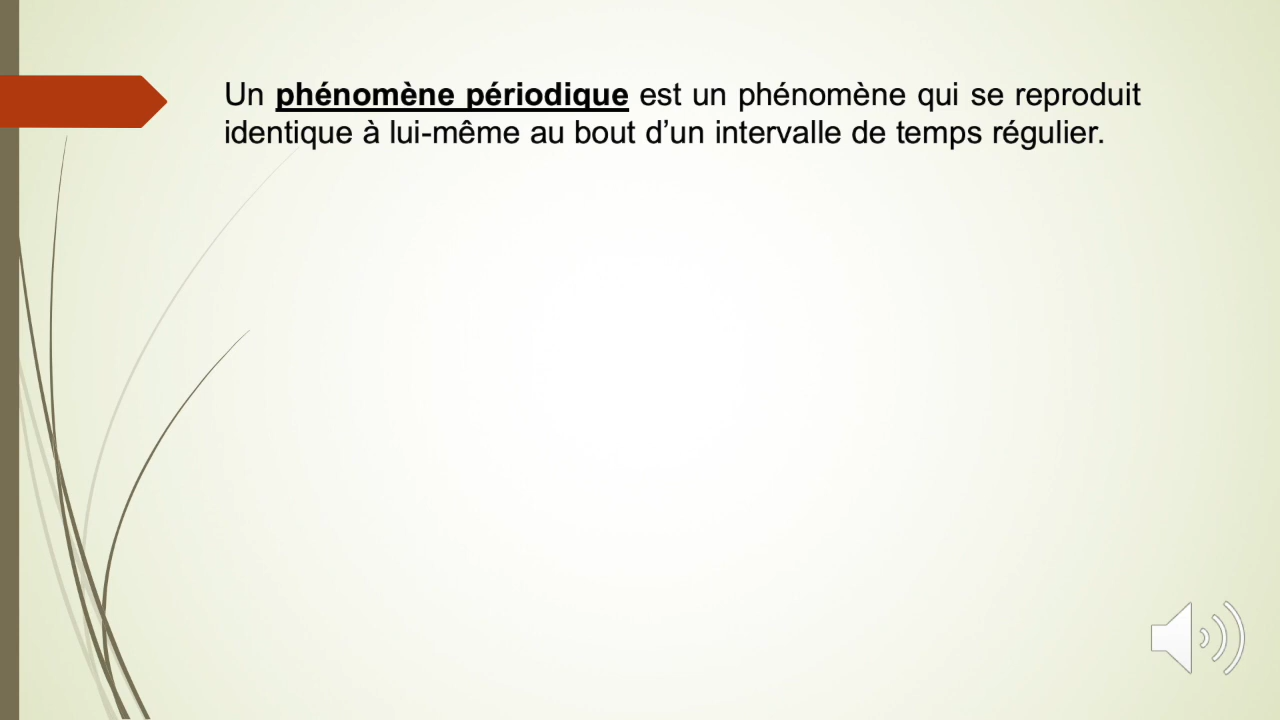 Un phénomène périodique est un phénomène qui se reproduit
identique à lui-même au bout d’un intervalle de temps régulier.